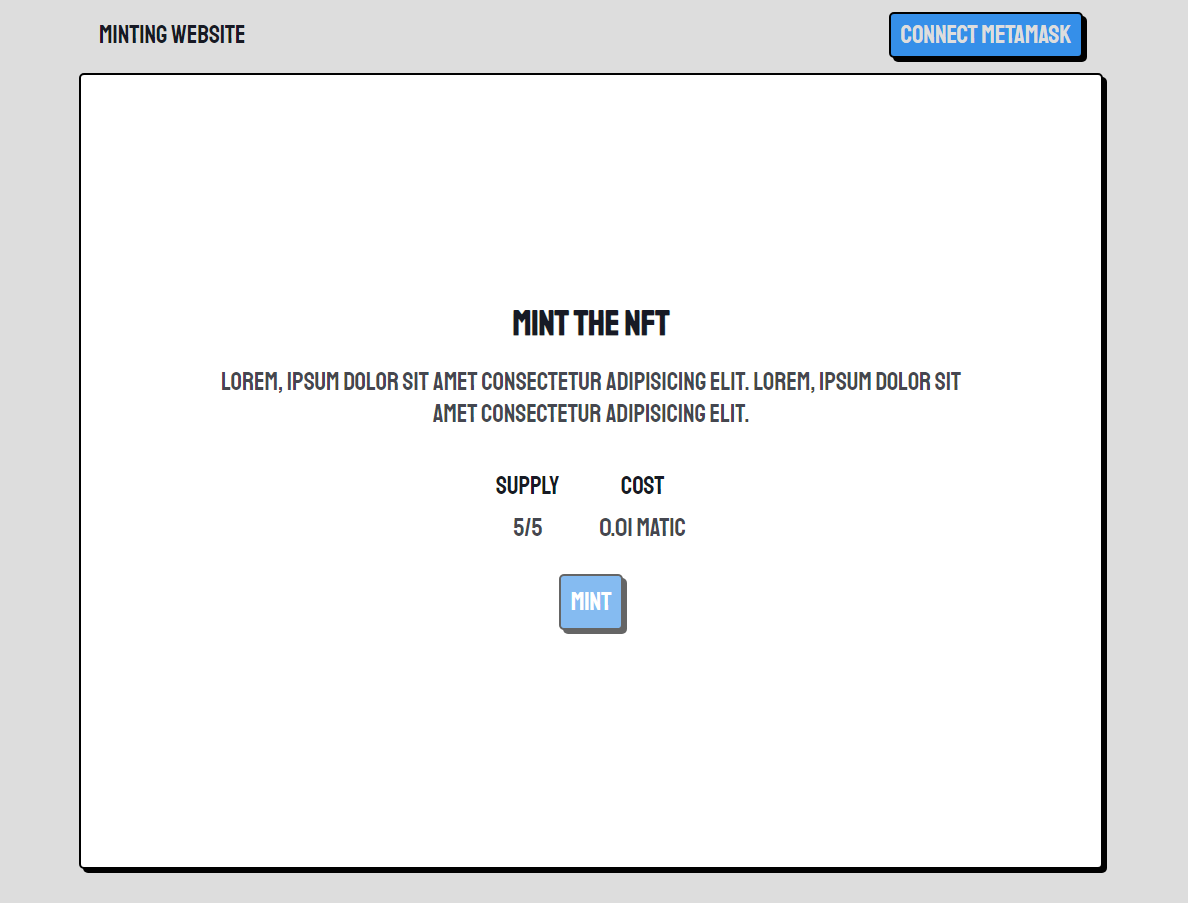 MINTING WEBSITE
CONNECT METAMASK
MINT THE NFT
LOREM, IPSUM DOLOR SIT AMET CONSECTETUR ADIPISICING ELIT. LOREM, IPSUM DOLOR SIT
AMET CONSECTETUR ADIPISICING ELIT.
SUPPLY COST
5/5 0.01 MATIC
MINT